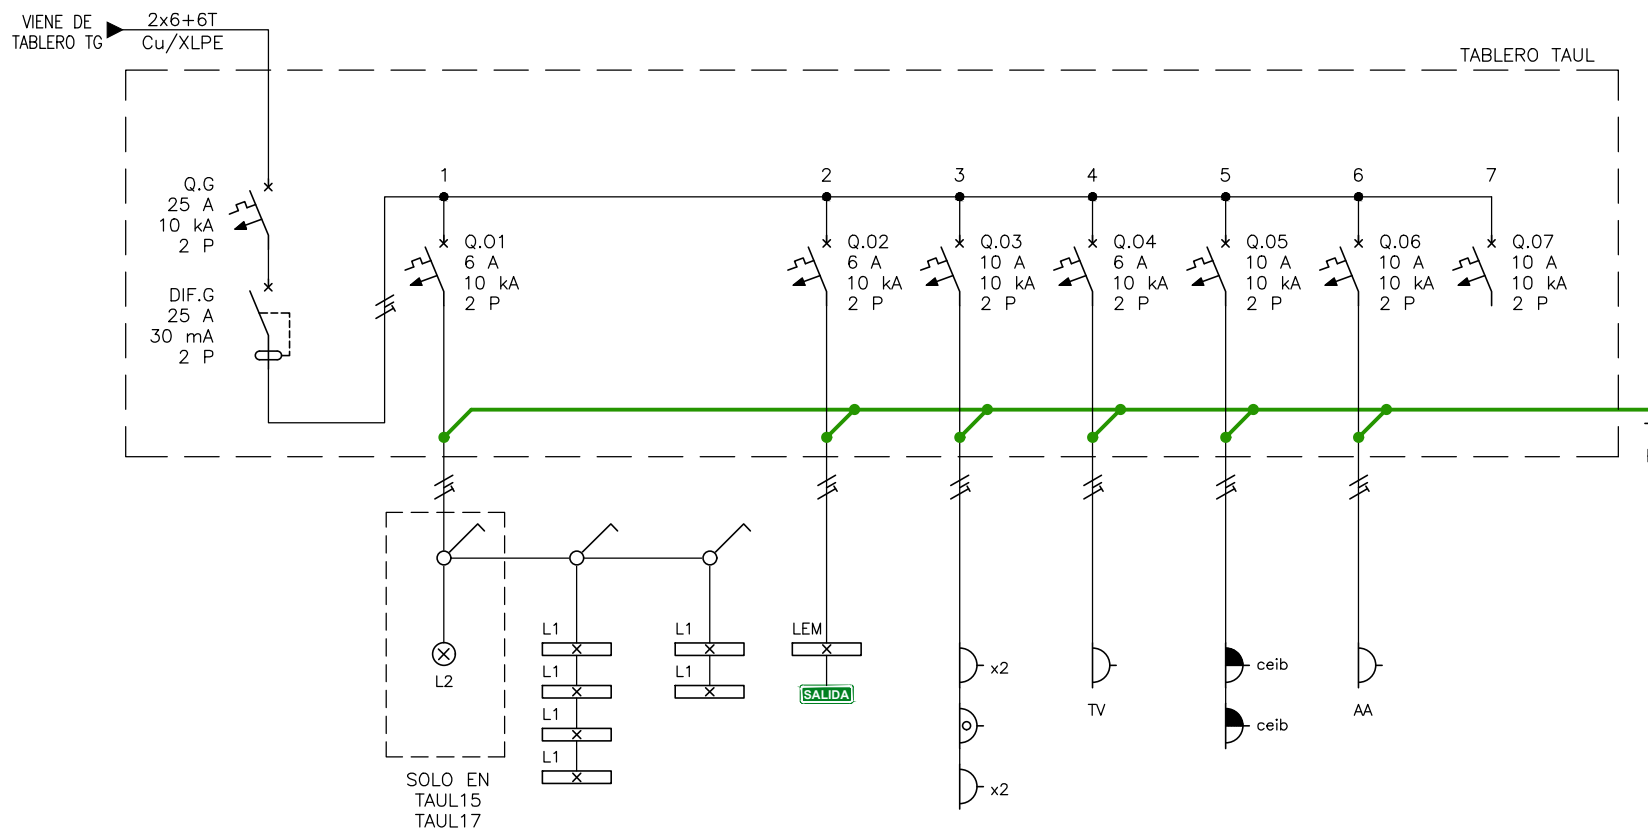 VIENE DE
TABLERO TG
2x6+6T
Cu/XLPE
TABLERO TAUL
Q.G
25 A
10 kA
2 P
DIF.G
25 A
30 mA
2 P
1
2
3
4
5
6
7
Q.01
6 A
10 kA
2 P
Q.02
6 A
10 kA
2 P
Q.03
10 A
10 kA
2 P
Q.04
6 A
10 kA
2 P
Q.05
10 A
10 kA
2 P
Q.06
10 A
10 kA
2 P
Q.07
10 A
10 kA
2 P
L2
SOLO EN
TAUL15
TAUL17
L1
L1
L1
L1
L1
L1
LEM
SALIDA
x2
x2
TV
ceib
ceib
AA